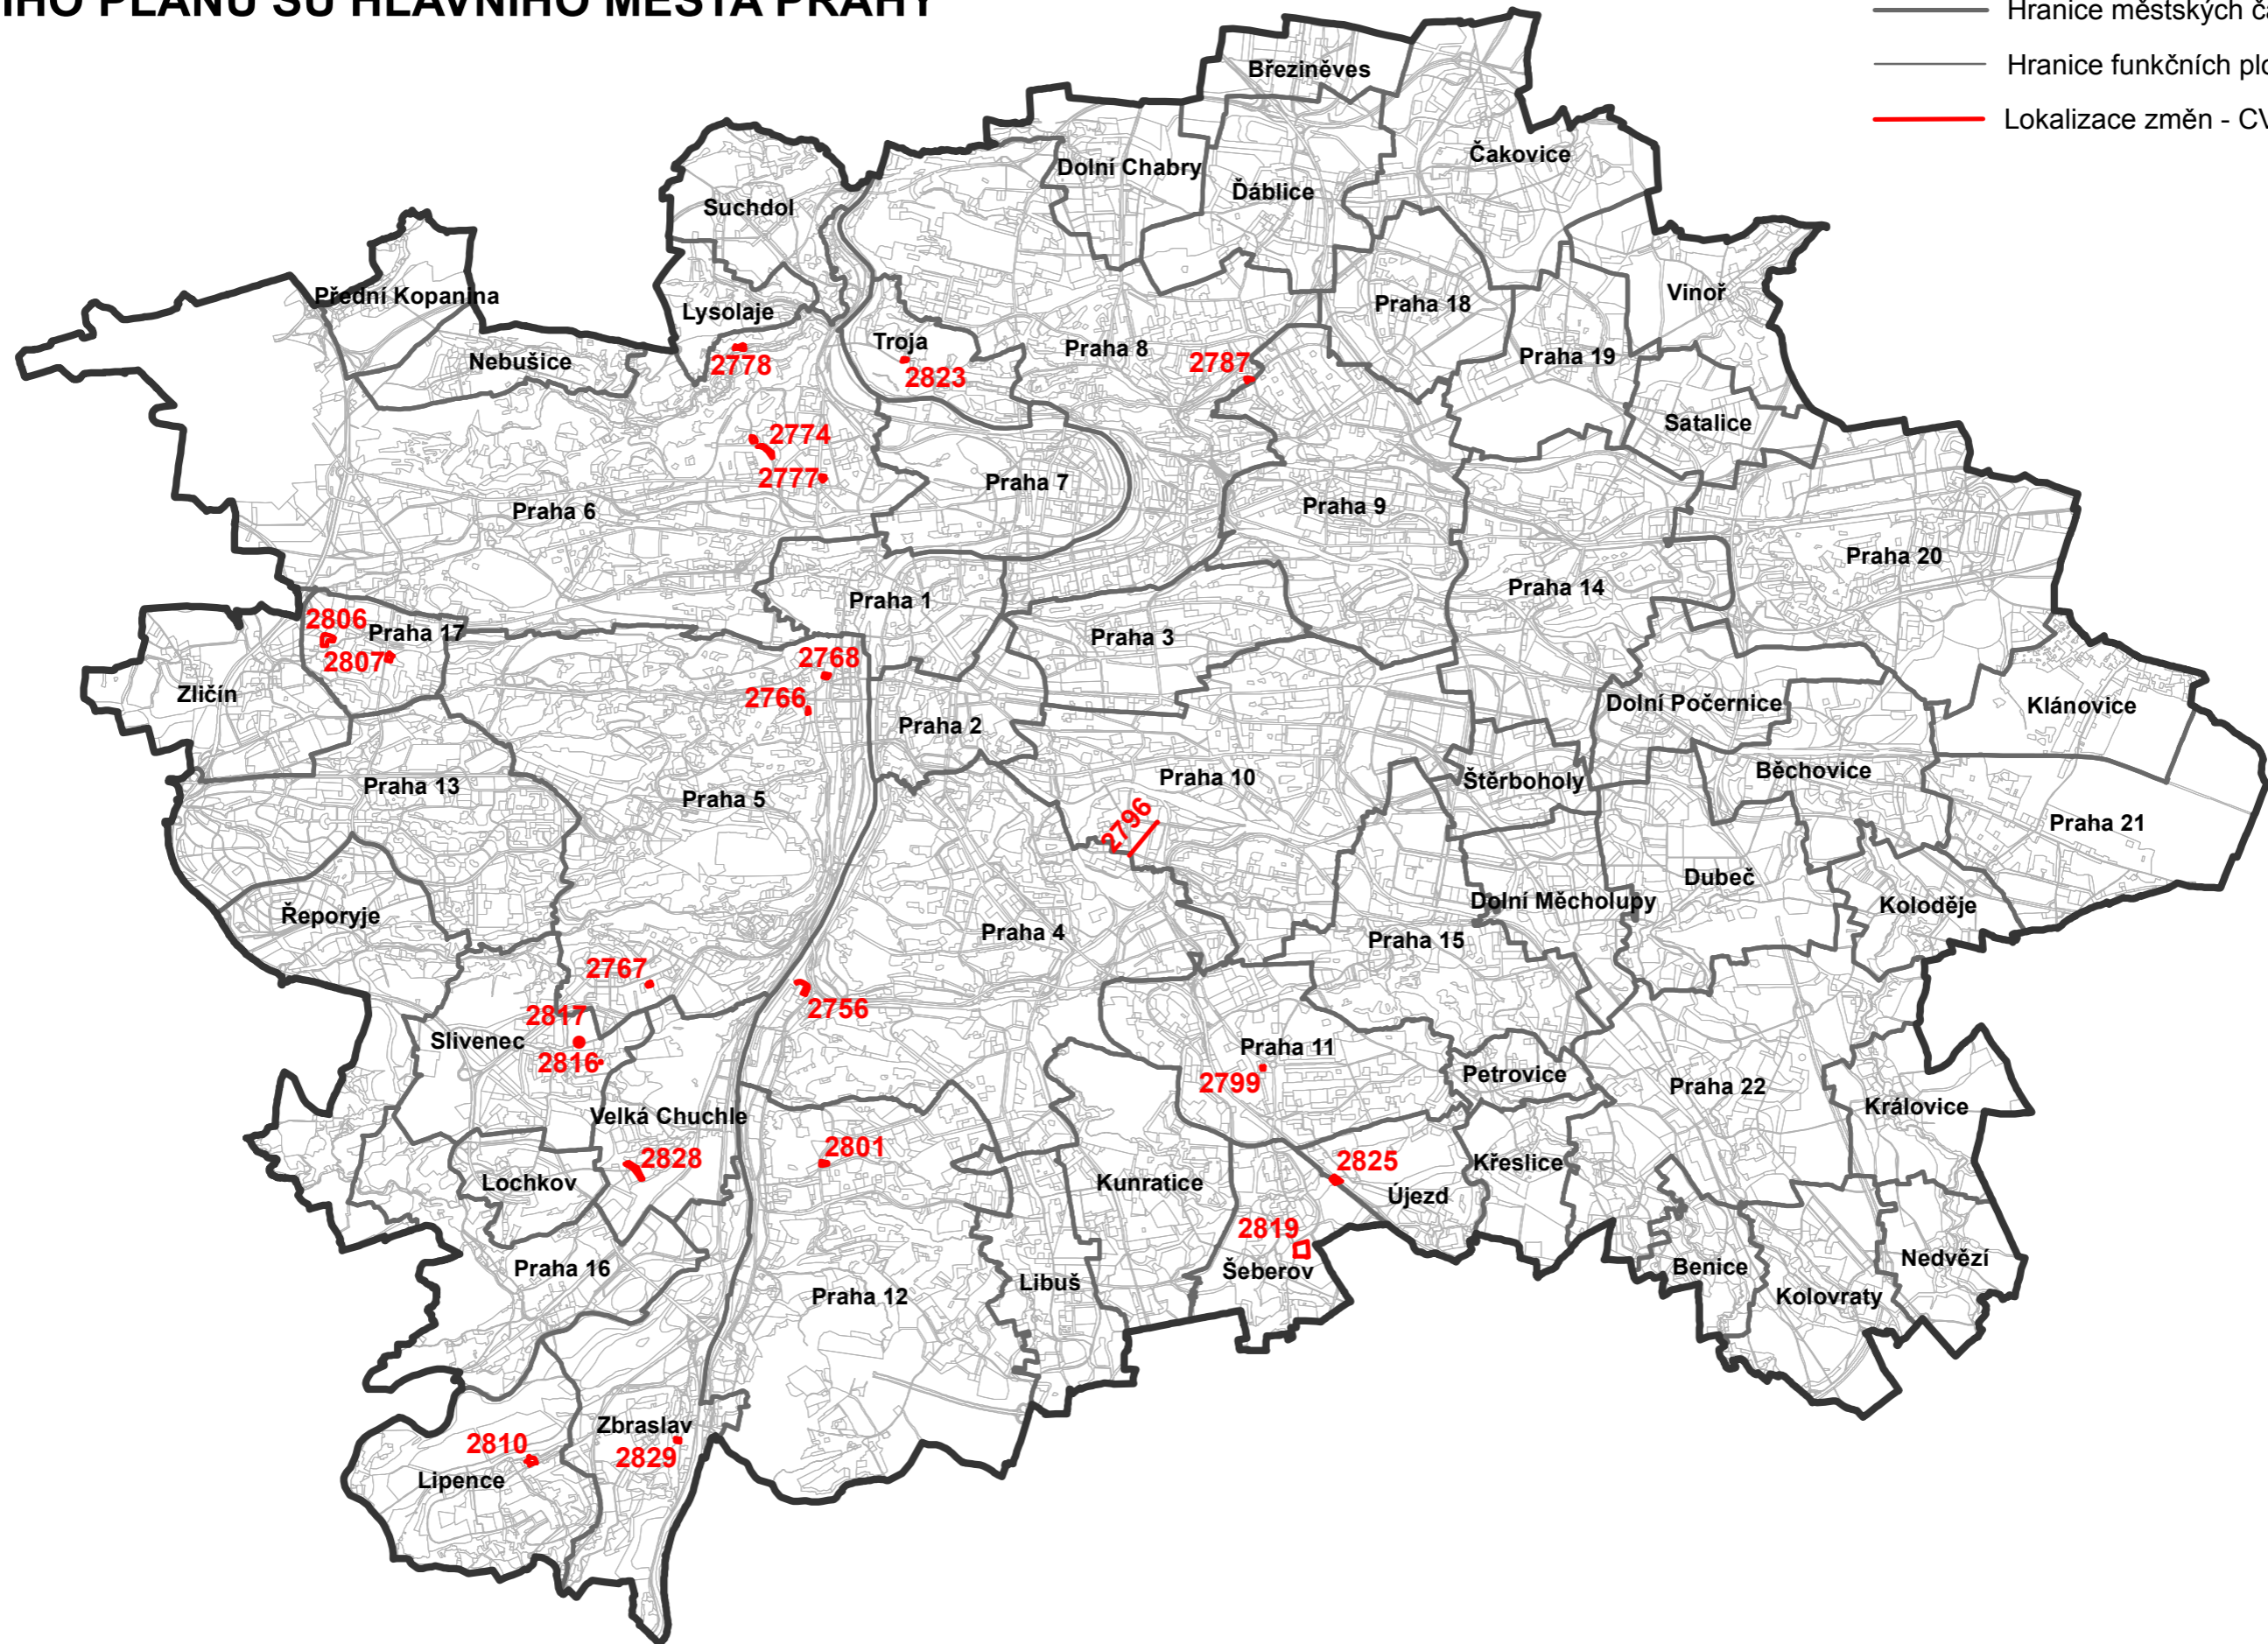 PLÁNU SÚ HLAVNÍHO MĚSTA PRAHY
Hranice městských
Hranice funkčních
Lokalizace změn - CV
Březiněves
Čakovice
Dolní Chabry
Ďáblice
Suchdol
Vinoř
Přední Kopanina
Praha 18
Lysolaje
Troja
Praha 8
Praha 19
Nebušice
2778
2823
2787
Satalice
2774
2777
Praha 7
Praha 6
Praha 9
Praha 20
Praha 14
Praha 1
2806
Praha 17
Praha 3
2807
2768
Zličín
2766
Praha 2
Dolní Počernice
Klánovice
Praha 13
Praha 5
Praha 10
Štěrboholy
Běchovice
2796
Praha 21
Dubeč
Řeporyje
Dolní Měcholupy
Koloděje
Praha 4
Praha 15
2767
2756
2817
Slivenec
2816
Praha 11
2799
Petrovice
Praha 22
Královice
Velká Chuchle
2801
2828
Lochkov
Kunratice
2825
Křeslice
Újezd
2819
Šeberov
Praha 16
Praha 12
Libuš
Benice
Nedvězí
Kolovraty
Zbraslav
2810
2829
Lipence